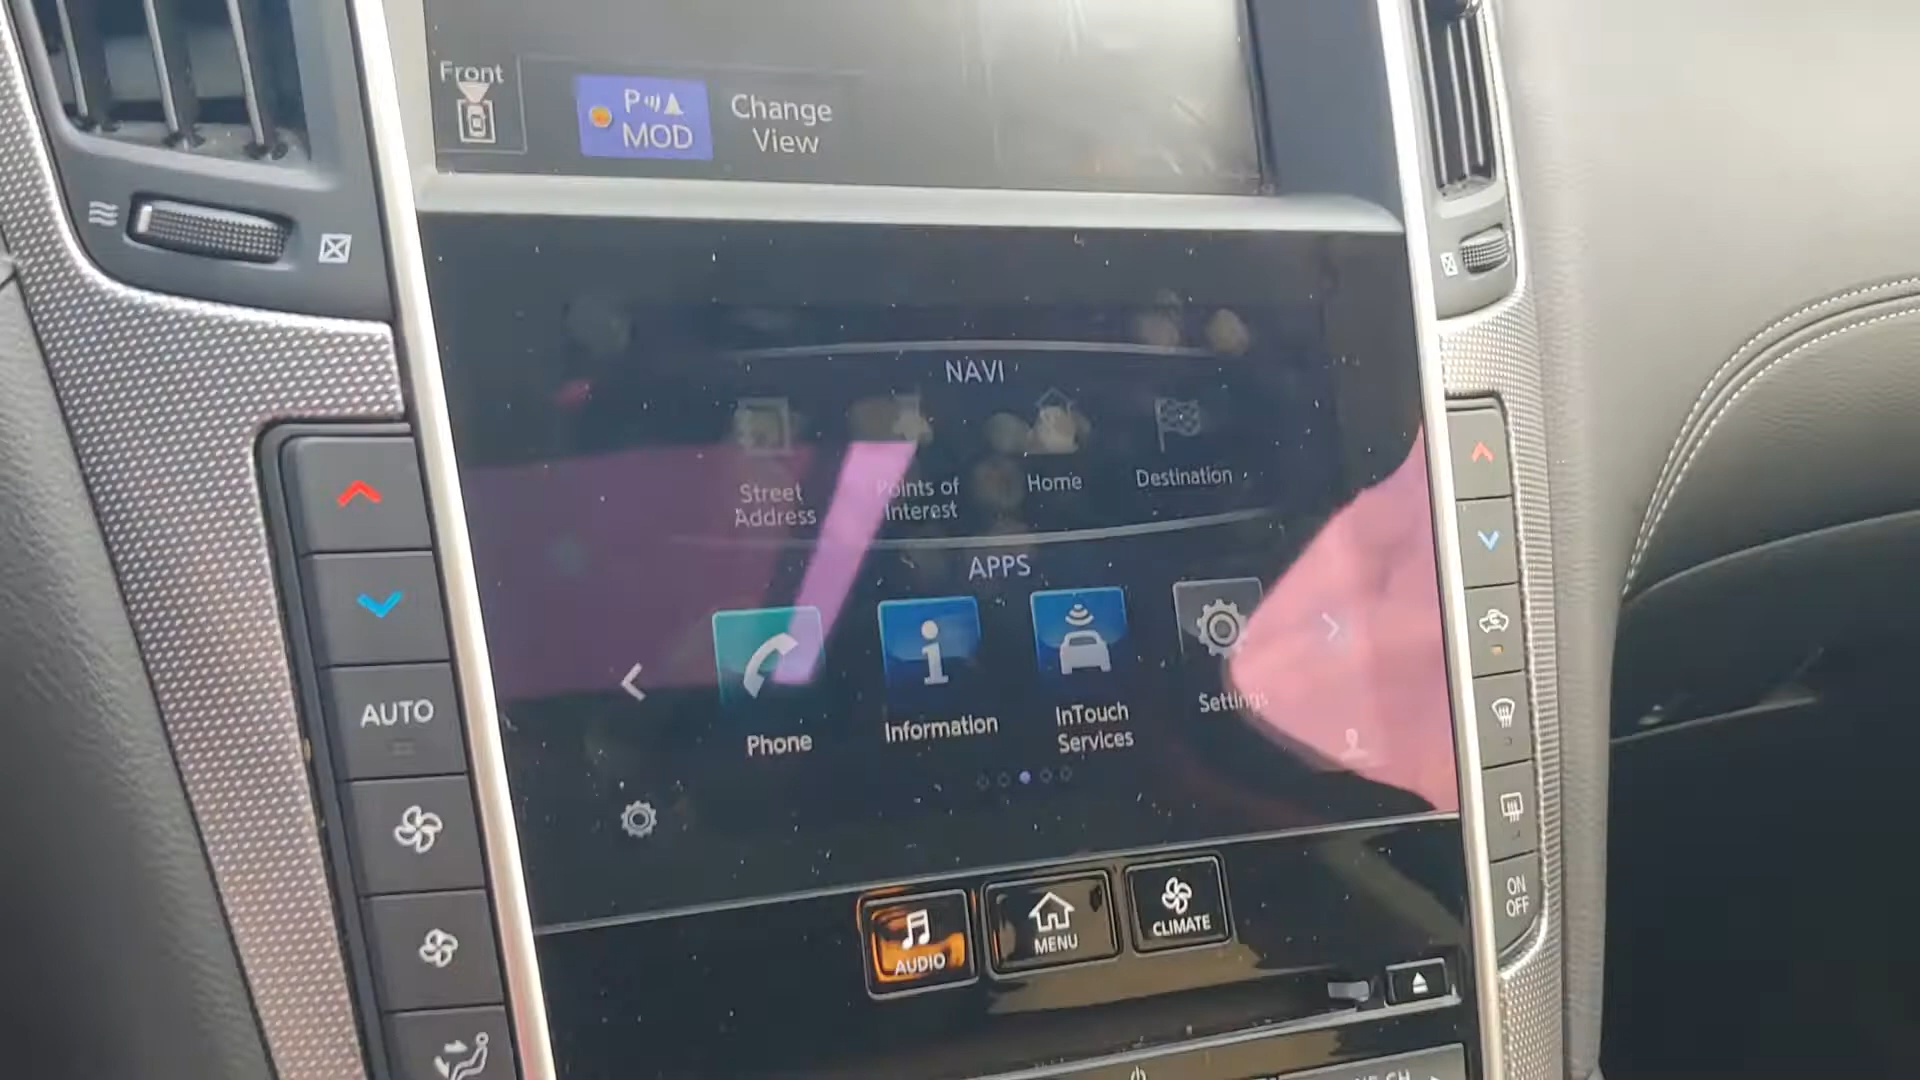 Front
P
MOD
Change
View
NAVI
Street
Address
Points of
Interest
Home
Destination
APPS
Phone
Information
InTouch
Services
Settings
AUTO
AUDIO
MENU
CLIMATE
ON
OFF